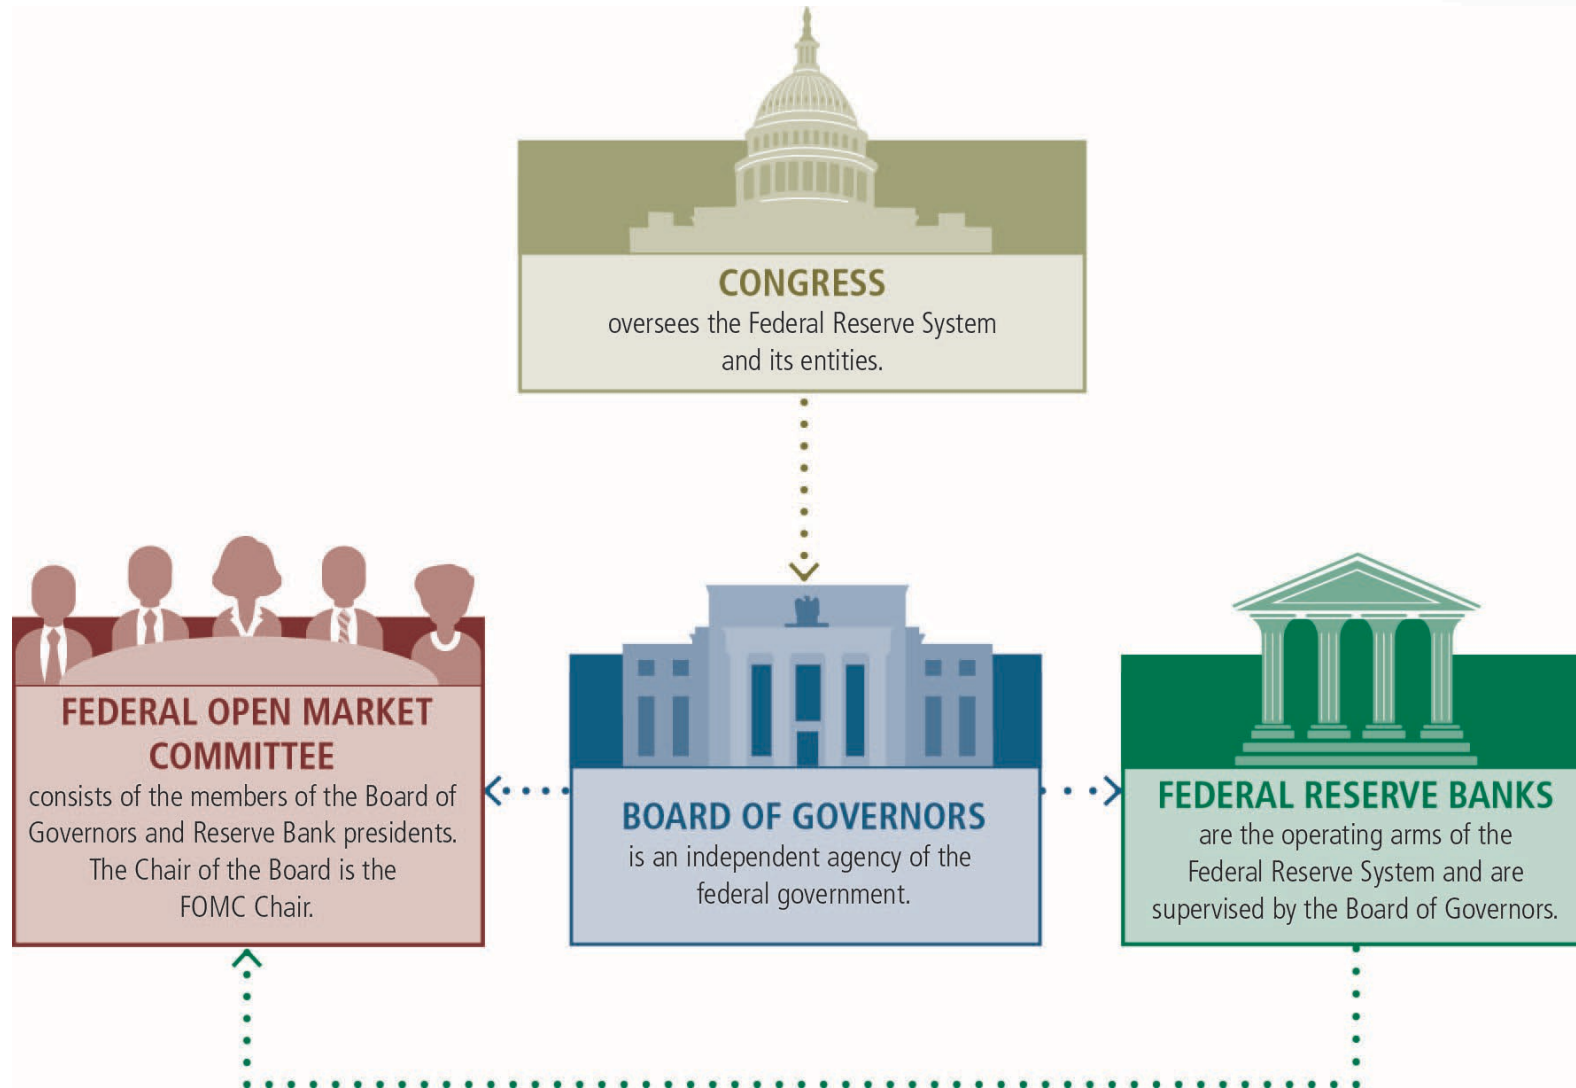 CONGRESS
oversees the Federal Reserve System
and its entities.
FEDERAL OPEN MARKET
COMMITTEE
consists of the members of the Board of
Governors and Reserve Bank presidents.
The Chair of the Board is the
FOMC Chair.
BOARD OF GOVERNORS
is an independent agency of the
federal government.
FEDERAL RESERVE BANKS
are the operating arms of the
Federal Reserve System and are
supervised by the Board of Governors.